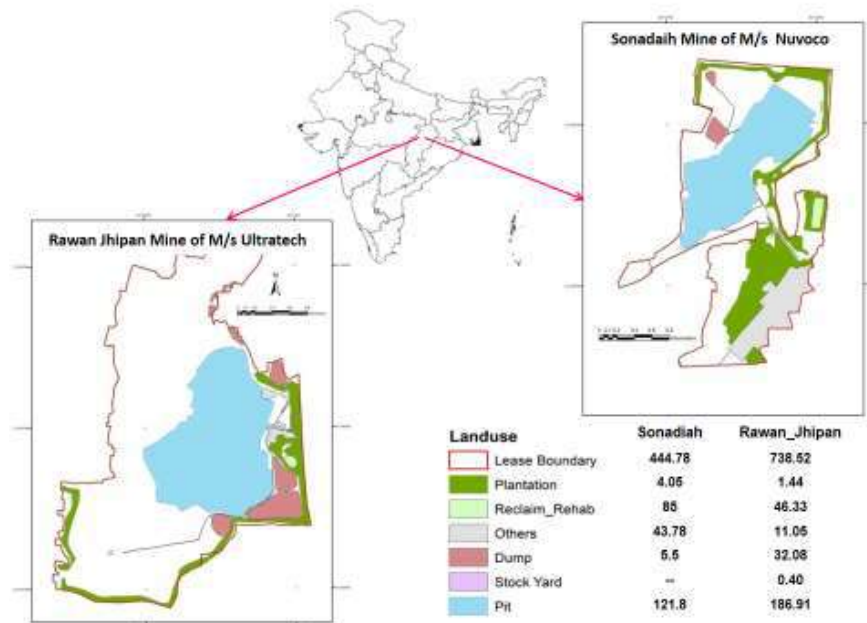 Sonadaih Mine of M/s Nuvoco
Rawan Jhipan Mine of M/s Ultratech
N
Landuse Sonadiah Rawan_Jhipan
Lease Boundary 444.78 738.52
Plantation 4.05 1.44
Reclaim_Rehab 85 46.33
Others 43.78 11.05
Dump 5.5 32.08
Stock Yard -- 0.40
Pit 121.8 186.91